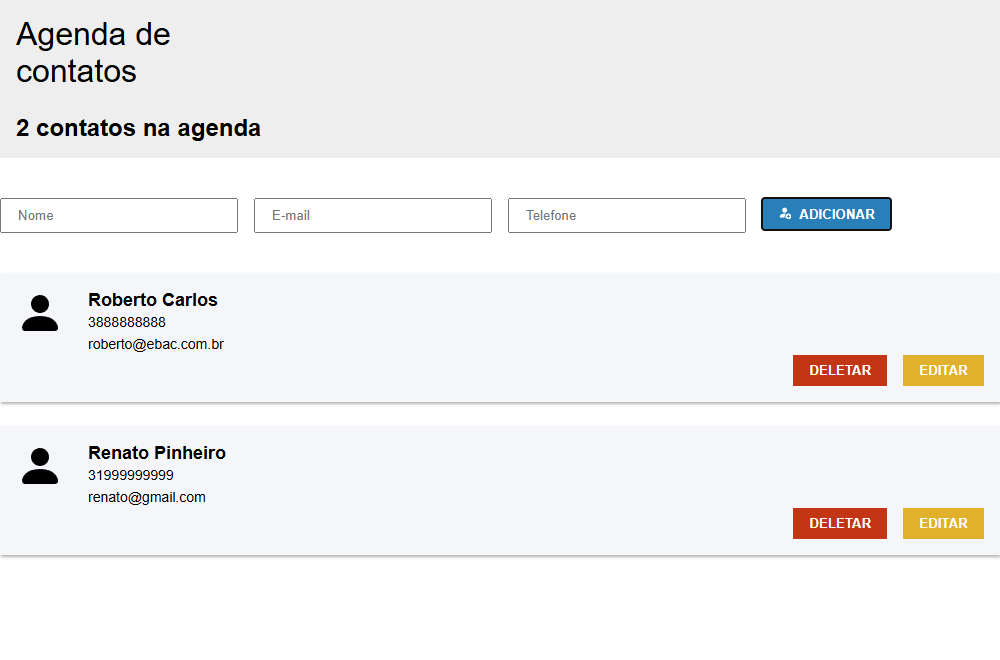 Agenda de
contatos
2 contatos na agenda
Nome E-mail Telefone ADICIONAR
Roberto Carlos
3888888888
roberto@ebac.com.br
DELETAR EDITAR
Renato Pinheiro
31999999999
renato@gmail.com
DELETAR EDITAR